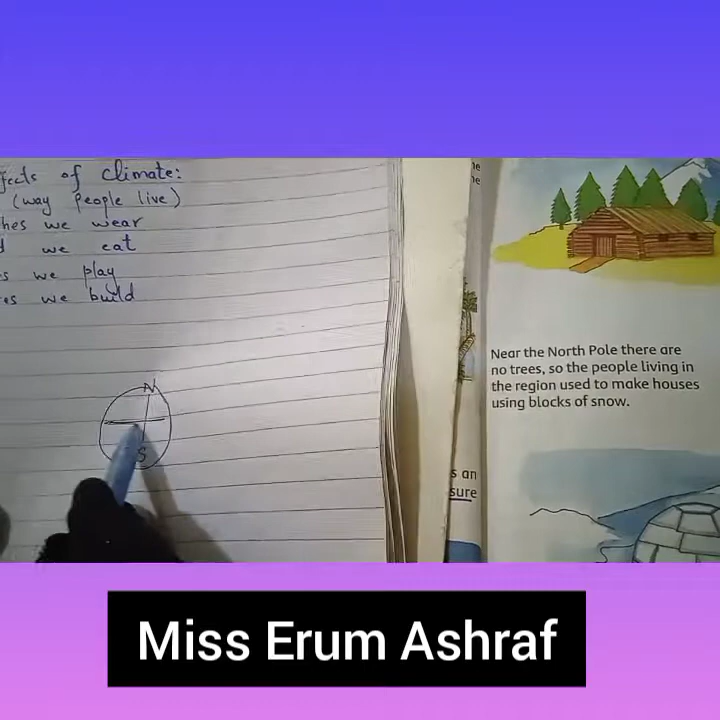 fects of climate:
(way people live)
hes we wear
d we eat
s we play
es we build
N
S
he
he
Near the North Pole there are
no trees, so the people living in
the region used to make houses
using blocks of snow.
s an
sure
Miss Erum Ashraf